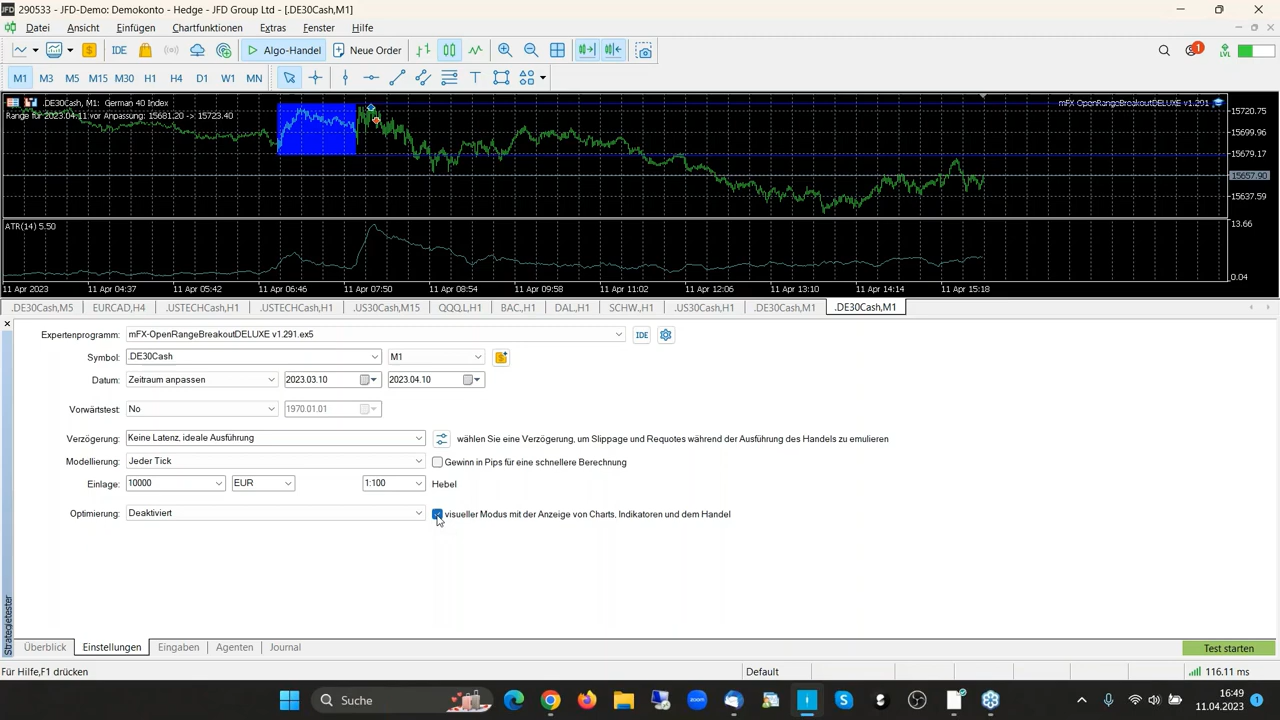 290533 - JFD-Demo: Demokonto - Hedge - JFD Group Ltd - [.DE30Cash,M1]
Datei Ansicht Einfügen Chartfunktionen Extras Fenster Hilfe
IDE Algo-Handel Neue Order 1 LVL
M1 M3 M5 M15 M30 H1 H4 D1 W1 MN
.DE30Cash, M1: German 40 Index mFX OpenRangeBreakoutDELUXE v1.291
Range für 2023.04.11 vor Anpassung: 15681.20 -> 15723.40
15720.75
15699.96
15679.17
15657.90
15637.59
ATR(14) 5.50 13.66
0.04
11 Apr 2023 11 Apr 04:37 11 Apr 05:42 11 Apr 06:46 11 Apr 07:50 11 Apr 08:54 11 Apr 09:58 11 Apr 11:02 11 Apr 12:06 11 Apr 13:10 11 Apr 14:14 11 Apr 15:18
.DE30Cash,M5 EURCAD,H4 .USTECHCash,H1 .USTECHCash,H1 .US30Cash,M15 QQQ.L,H1 BAC.,H1 DAL.,H1 SCHW.,H1 .US30Cash,H1 .DE30Cash,M1 .DE30Cash,M1
Expertenprogramm: mFX-OpenRangeBreakoutDELUXE v1.291.ex5 IDE
Symbol: .DE30Cash M1
Datum: Zeitraum anpassen 2023.03.10 2023.04.10
Vorwärtstest: No 1970.01.01
Verzögerung: Keine Latenz, ideale Ausführung wählen Sie eine Verzögerung, um Slippage und Requotes während der Ausführung des Handels zu emulieren
Modellierung: Jeder Tick Gewinn in Pips für eine schnellere Berechnung
Einlage: 10000 EUR 1:100 Hebel
Optimierung: Deaktiviert visueller Modus mit der Anzeige von Charts, Indikatoren und dem Handel
Strategietester
Überblick Einstellungen Eingaben Agenten Journal Test starten
Für Hilfe,F1 drücken Default 116.11 ms
Suche zoom 16:49
11.04.2023 1